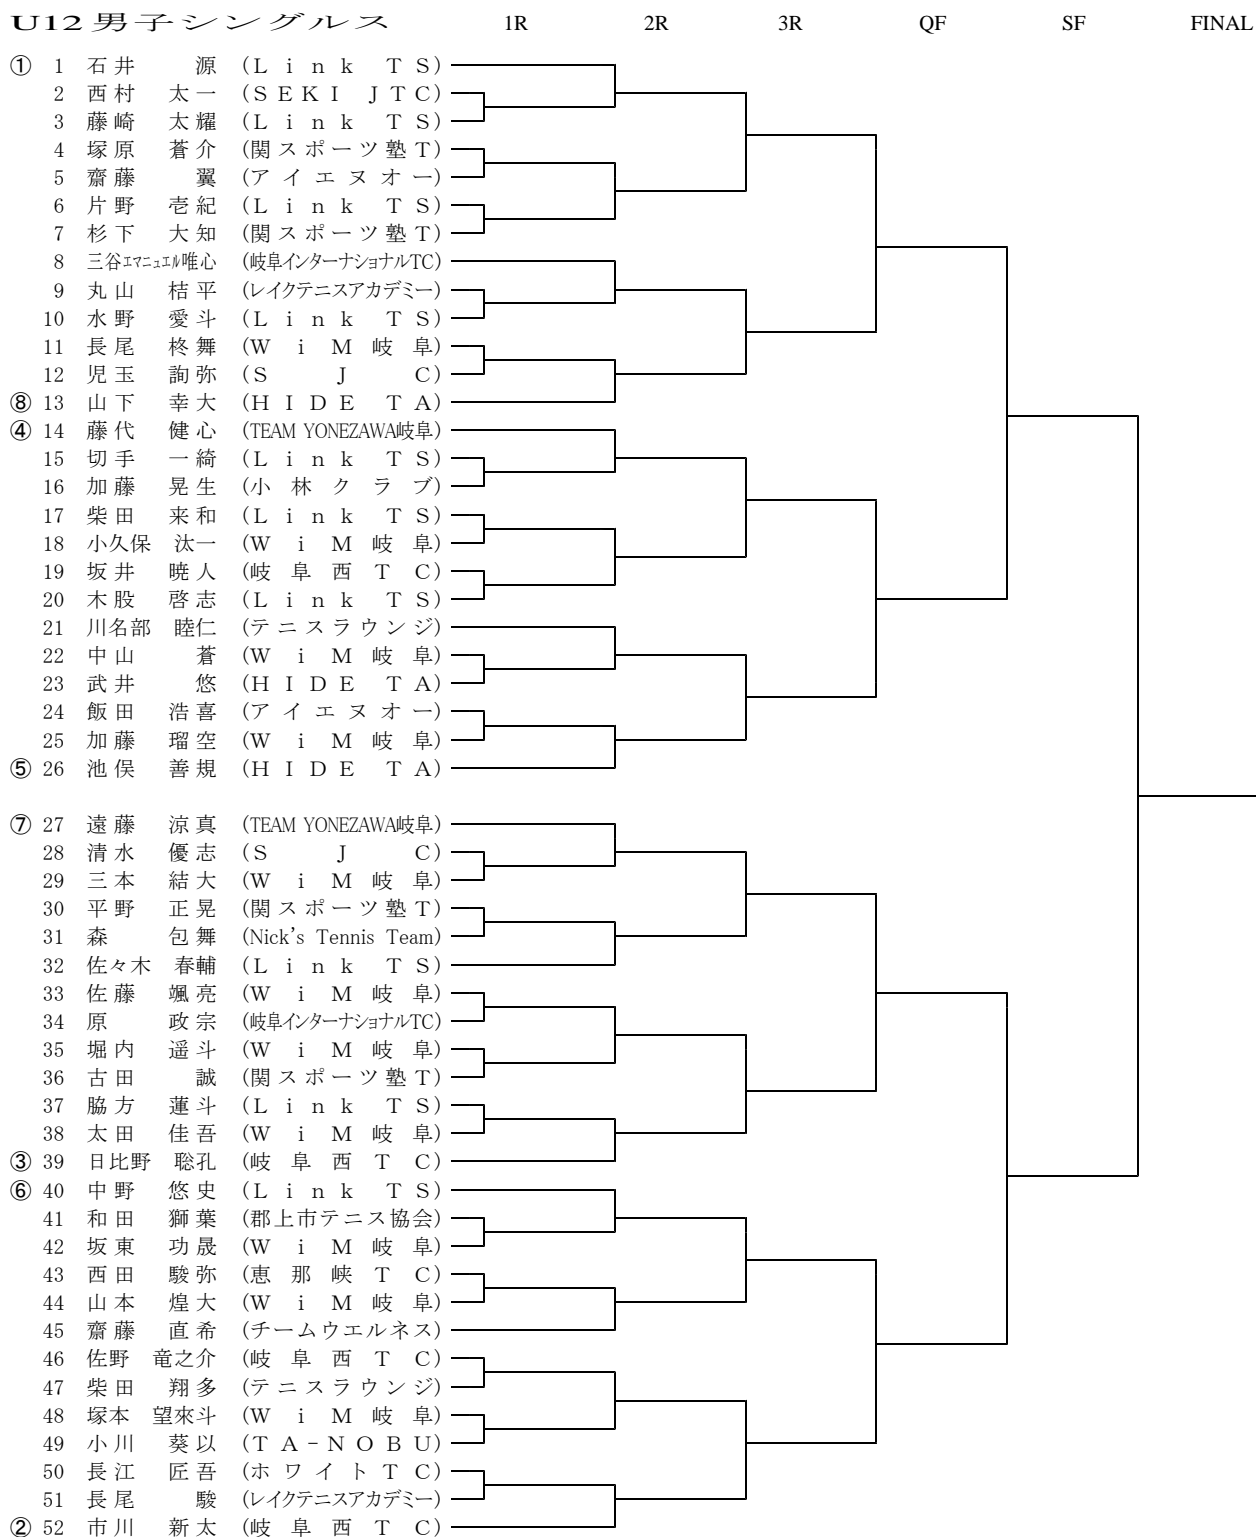 U12男子シングルス 1R 2R 3R QF SF FINAL
① 1 石井 源 (Link TS)
2 西村 太一 (SEKI JTC)
3 藤崎 太耀 (Link TS)
4 塚原 蒼介 (関スポーツ塾T)
5 齋藤 翼 (アイエヌオー)
6 片野 壱紀 (Link TS)
7 杉下 大知 (関スポーツ塾T)
8 三谷エマニュエル唯心 (岐阜インターナショナルTC)
9 丸山 桔平 (レイクテニスアカデミー)
10 水野 愛斗 (Link TS)
11 長尾 柊舞 (WiM岐阜)
12 児玉 詢弥 (SJC)
⑧ 13 山下 幸大 (HIDE TA)
④ 14 藤代 健心 (TEAM YONEZAWA岐阜)
15 切手 一綺 (Link TS)
16 加藤 晃生 (小林クラブ)
17 柴田 来和 (Link TS)
18 小久保 汰一 (WiM岐阜)
19 坂井 暁人 (岐阜西TC)
20 木股 啓志 (Link TS)
21 川名部 睦仁 (テニスラウンジ)
22 中山 蒼 (WiM岐阜)
23 武井 悠 (HIDE TA)
24 飯田 浩喜 (アイエヌオー)
25 加藤 瑠空 (WiM岐阜)
⑤ 26 池俣 善規 (HIDE TA)
⑦ 27 遠藤 涼真 (TEAM YONEZAWA岐阜)
28 清水 優志 (SJC)
29 三本 結大 (WiM岐阜)
30 平野 正晃 (関スポーツ塾T)
31 森 包舞 (Nick's Tennis Team)
32 佐々木 春輔 (Link TS)
33 佐藤 颯亮 (WiM岐阜)
34 原 政宗 (岐阜インターナショナルTC)
35 堀内 遥斗 (WiM岐阜)
36 古田 誠 (関スポーツ塾T)
37 脇方 蓮斗 (Link TS)
38 太田 佳吾 (WiM岐阜)
③ 39 日比野 聡孔 (岐阜西TC)
⑥ 40 中野 悠史 (Link TS)
41 和田 獅葉 (郡上市テニス協会)
42 坂東 功晟 (WiM岐阜)
43 西田 駿弥 (恵那峡TC)
44 山本 煌大 (WiM岐阜)
45 齋藤 直希 (チームウエルネス)
46 佐野 竜之介 (岐阜西TC)
47 柴田 翔多 (テニスラウンジ)
48 塚本 望來斗 (WiM岐阜)
49 小川 葵以 (TA-NOBU)
50 長江 匠吾 (ホワイトTC)
51 長尾 駿 (レイクテニスアカデミー)
② 52 市川 新太 (岐阜西TC)